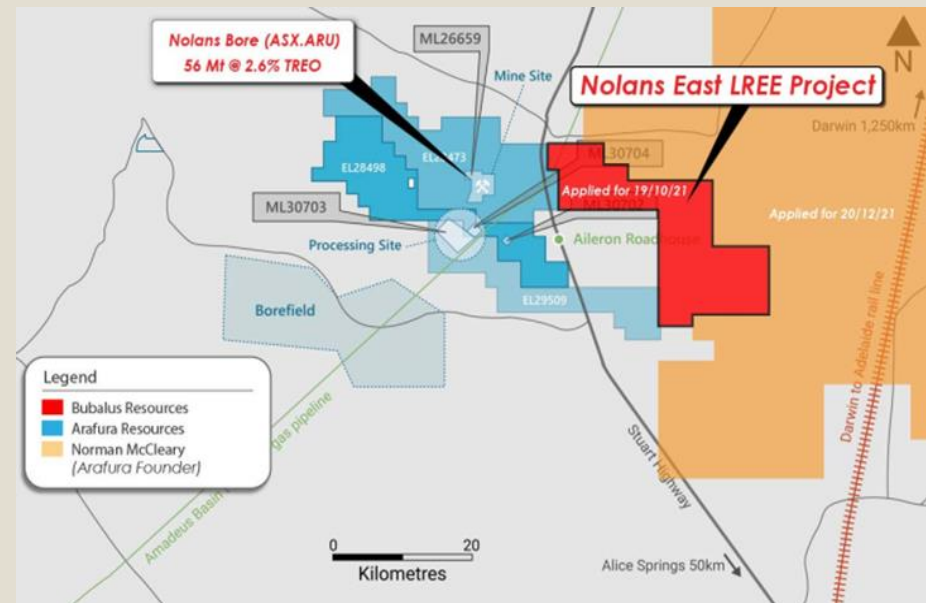 Nolans Bore (ASX.ARU)
56 Mt @ 2.6% TREO
ML26659
Mine Site
Nolans East LREE Project
N
Darwin 1,250km
EL28473
EL28498
ML30704
Applied for 19/10/21
ML30702
Applied for 20/12/21
ML30703
Processing Site
Aileron Roadhouse
EL29509
Borefield
Legend
Bubalus Resources
Arafura Resources
Norman McCleary
(Arafura Founder)
Amadeus Basin
gas pipeline
Stuart Highway
Darwin to Adelaide rail line
0 20
Kilometres
Alice Springs 50km